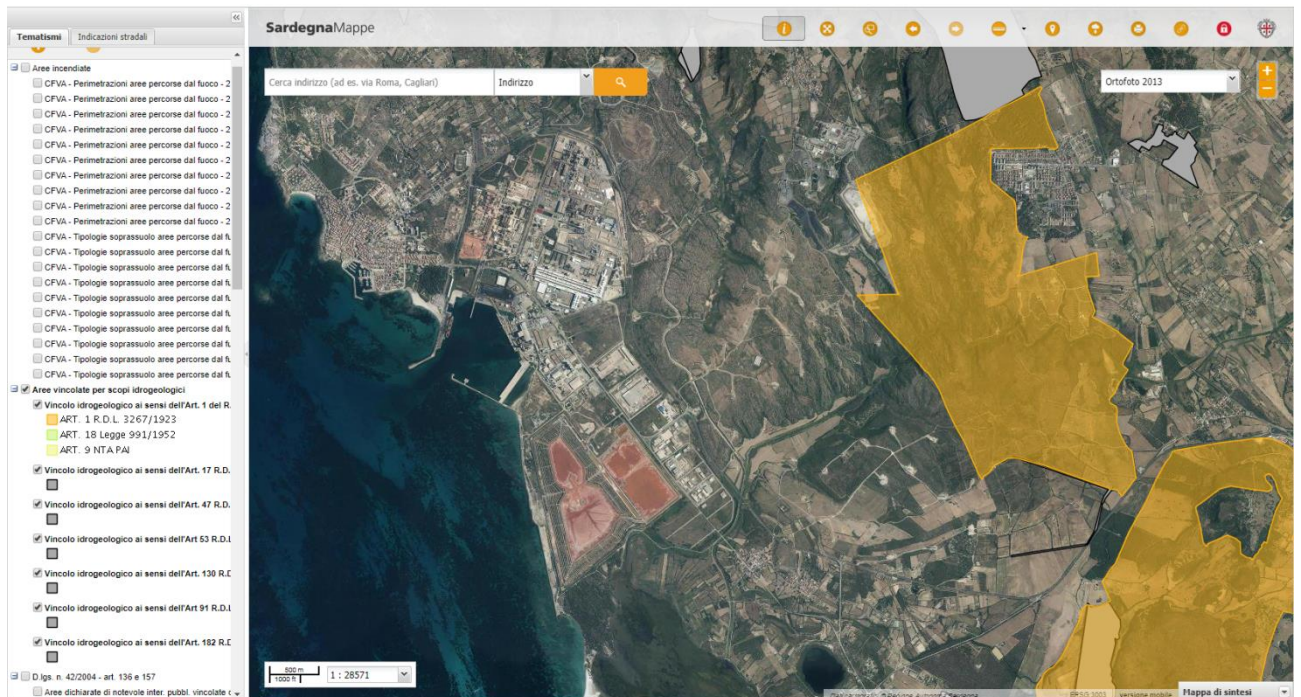 Tematismi
Indicazioni stradali
Aree incendiate
CFVA - Perimetrazioni aree percorse dal fuoco - 2
CFVA - Perimetrazioni aree percorse dal fuoco - 2
CFVA - Perimetrazioni aree percorse dal fuoco - 2
CFVA - Perimetrazioni aree percorse dal fuoco - 2
CFVA - Perimetrazioni aree percorse dal fuoco - 2
CFVA - Perimetrazioni aree percorse dal fuoco - 2
CFVA - Perimetrazioni aree percorse dal fuoco - 2
CFVA - Perimetrazioni aree percorse dal fuoco - 2
CFVA - Perimetrazioni aree percorse dal fuoco - 2
CFVA - Perimetrazioni aree percorse dal fuoco - 2
CFVA - Tipologie soprassuolo aree percorse dal fu
CFVA - Tipologie soprassuolo aree percorse dal fu
CFVA - Tipologie soprassuolo aree percorse dal fu
CFVA - Tipologie soprassuolo aree percorse dal fu
CFVA - Tipologie soprassuolo aree percorse dal fu
CFVA - Tipologie soprassuolo aree percorse dal fu
CFVA - Tipologie soprassuolo aree percorse dal fu
CFVA - Tipologie soprassuolo aree percorse dal fu
CFVA - Tipologie soprassuolo aree percorse dal fu
CFVA - Tipologie soprassuolo aree percorse dal fu
Aree vincolate per scopi idrogeologici
Vincolo idrogeologico ai sensi dell'Art. 1 del R.
ART. 1 R.D.L. 3267/1923
ART. 18 Legge 991/1952
ART. 9 NTA PAI
Vincolo idrogeologico ai sensi dell'Art. 17 R.D.
Vincolo idrogeologico ai sensi dell'Art. 47 R.D.
Vincolo idrogeologico ai sensi dell'Art 53 R.D.L
Vincolo idrogeologico ai sensi dell'Art. 130 R.D
Vincolo idrogeologico ai sensi dell'Art 91 R.D.L
Vincolo idrogeologico ai sensi dell'Art. 182 R.D
D.lgs. n. 42/2004 - art. 136 e 157
Aree dichiarate di notevole inter. pubbl. vincolate c
SardegnaMappe
Cerca indirizzo (ad es. via Roma, Cagliari)
Indirizzo
Ortofoto 2013
500 m
1000 ft
1 : 28571
EPSG 3003
versione mobile
Mappa di sintesi